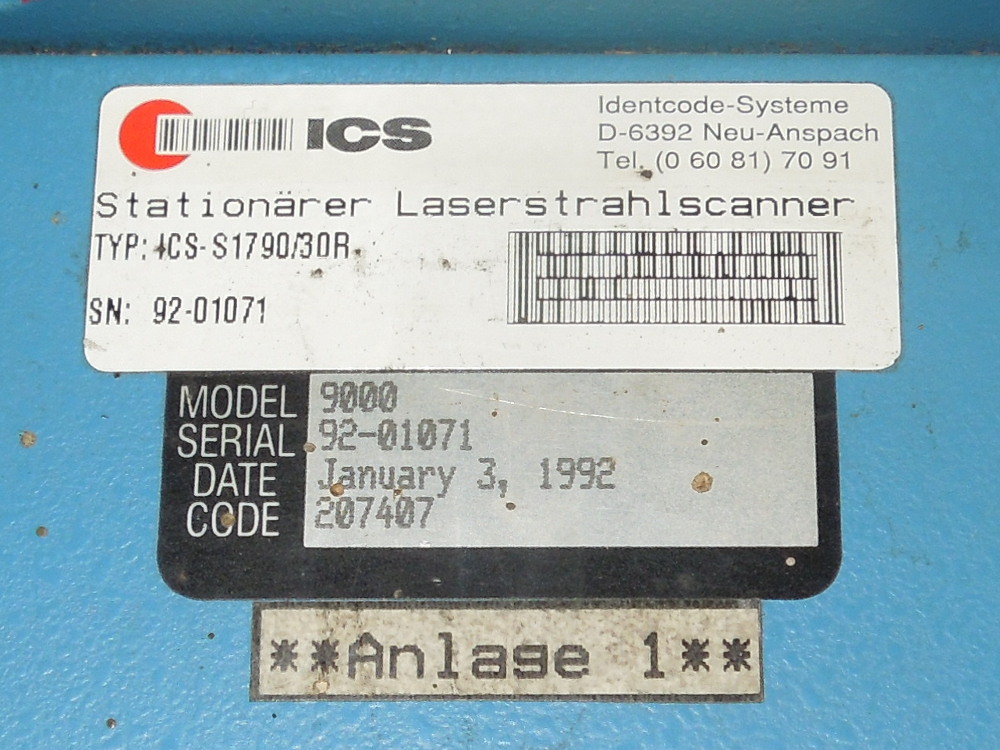 ICS
Identcode-Systeme
D-6392 Neu-Anspach
Tel. (0 60 81) 70 91
Stationärer Laserstrahlscanner
TYP: ICS-S1790/30R
SN: 92-01071
MODEL 9000
SERIAL 92-01071
DATE January 3, 1992
CODE 207407
**Anlage 1**